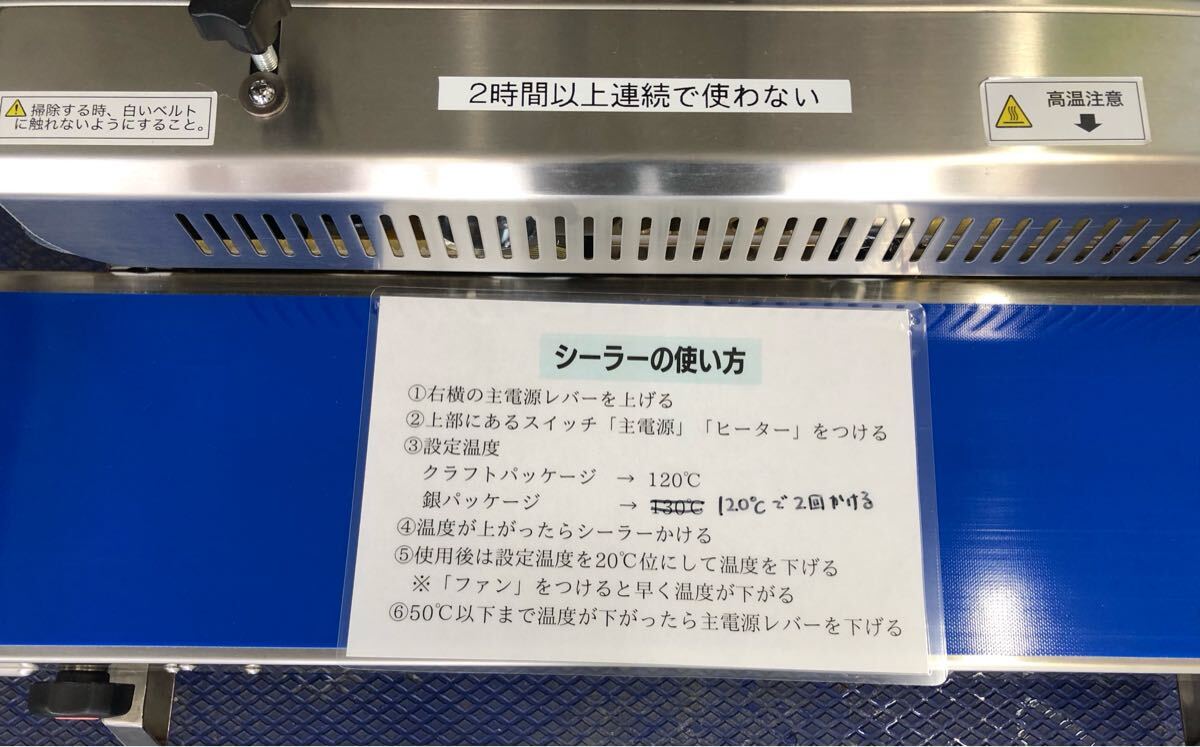 2時間以上連続で使わない
掃除する時、白いベルト
に触れないようにすること。
高温注意
シーラーの使い方
①右横の主電源レバーを上げる
②上部にあるスイッチ「主電源」「ヒーター」をつける
③設定温度
クラフトパッケージ → 120℃
銀パッケージ → 130℃ 120℃で2回かける
④温度が上がったらシーラーかける
⑤使用後は設定温度を20℃位にして温度を下げる
※「ファン」をつけると早く温度が下がる
⑥50℃以下まで温度が下がったら主電源レバーを下げる